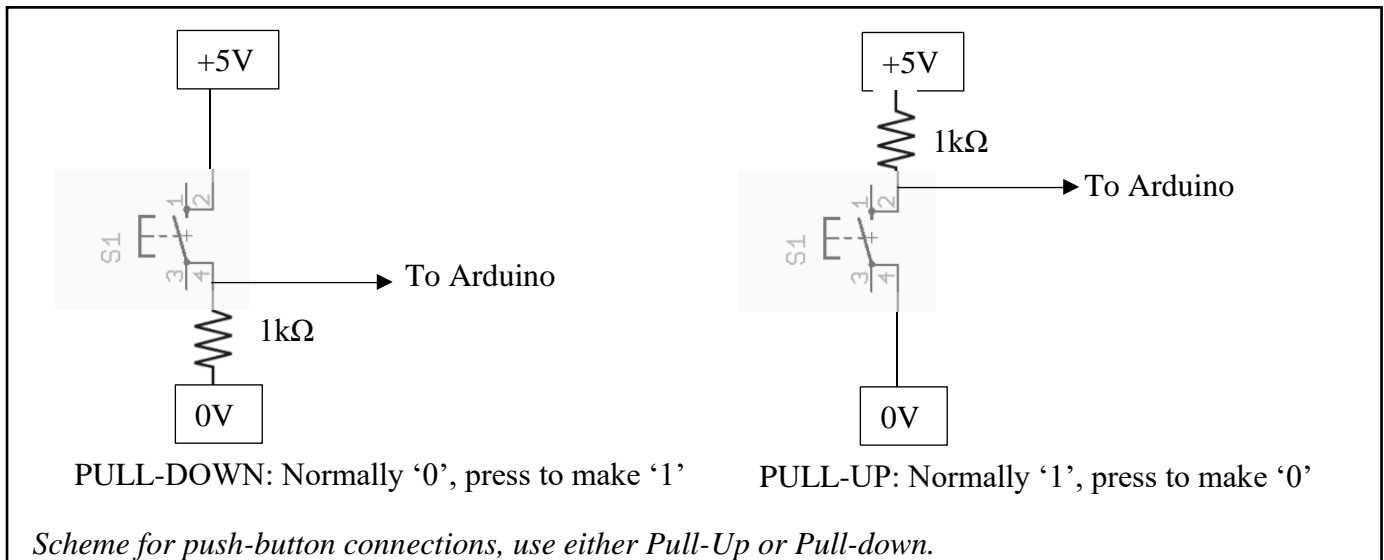 +5V
+5V
1kΩ
1 2
1 2
To Arduino
S1
S1
3 4
To Arduino
3 4
1kΩ
0V
0V
PULL-DOWN: Normally ‘0’, press to make ‘1’
PULL-UP: Normally ‘1’, press to make ‘0’
Scheme for push-button connections, use either Pull-Up or Pull-down.